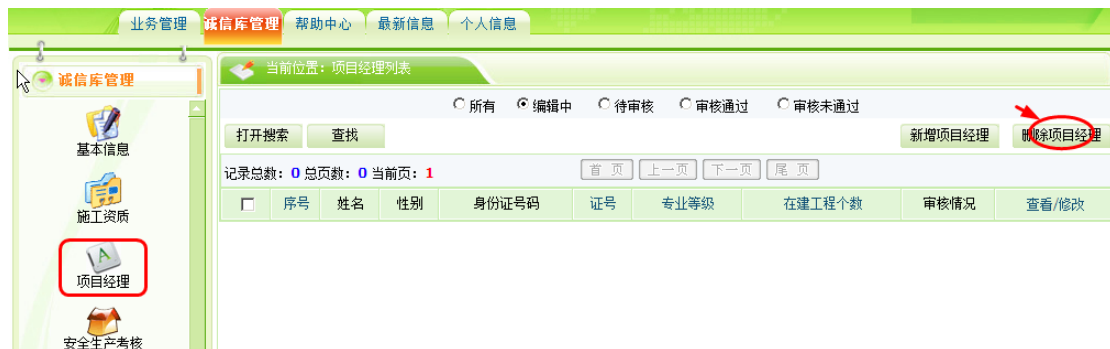 业务管理 诚信库管理 帮助中心 最新信息 个人信息
诚信库管理
当前位置：项目经理列表
所有 编辑中 待审核 审核通过 审核未通过
基本信息
打开搜索 查找 新增项目经理 删除项目经理
记录总数：0 总页数：0 当前页：1 首 页 上一页 下一页 尾 页
序号 姓名 性别 身份证号码 证号 专业等级 在建工程个数 审核情况 查看/修改
施工资质
A
项目经理
安全生产考核